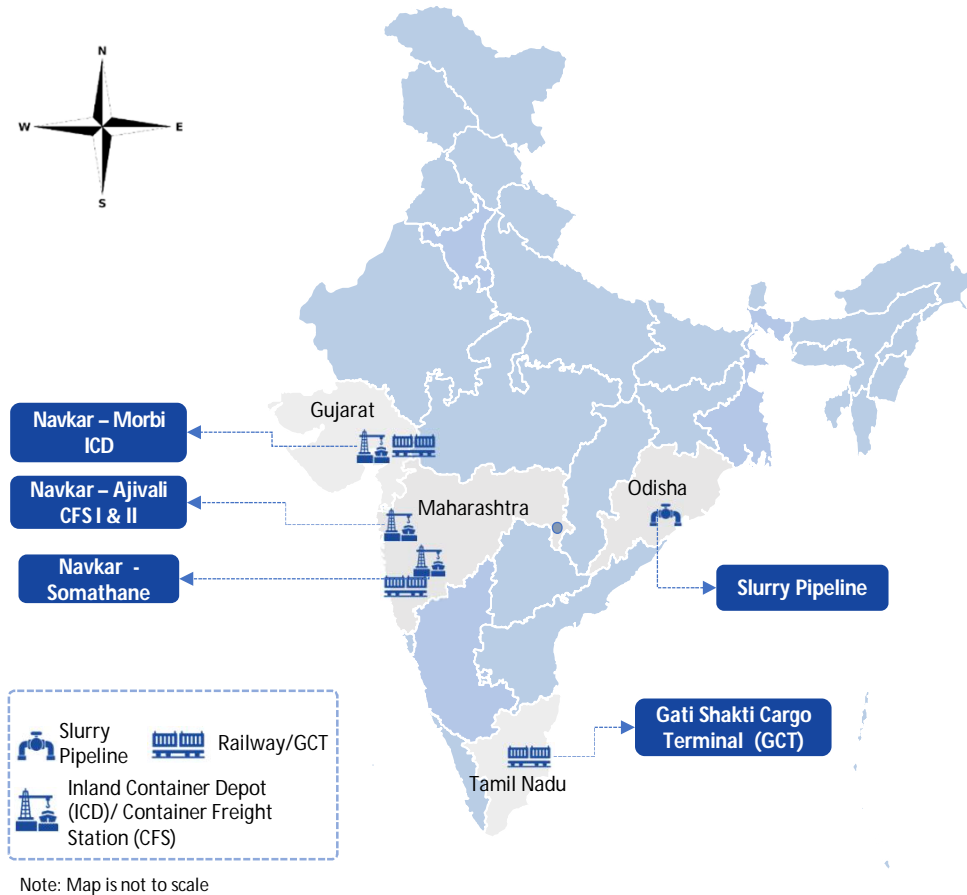 N
W
E
S
Gujarat
Navkar – Morbi
ICD
Navkar – Ajivali
CFS I & II
Maharashtra
Odisha
Navkar -
Somathane
Slurry Pipeline
Gati Shakti Cargo
Terminal (GCT)
Tamil Nadu
Slurry
Pipeline
Railway/GCT
Inland Container Depot
(ICD)/ Container Freight
Station (CFS)
Note: Map is not to scale